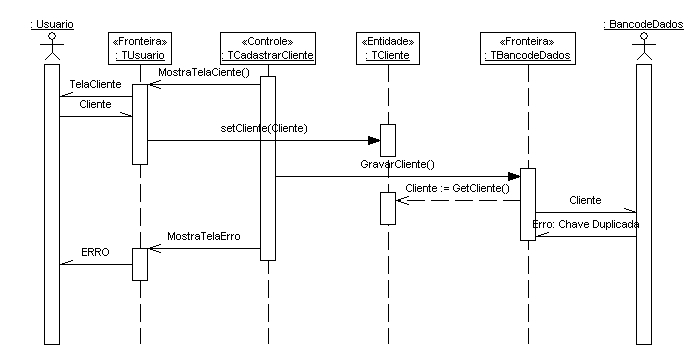 : Usuario
: BancodeDados
«Fronteira»
: TUsuario
«Controle»
: TCadastrarCliente
«Entidade»
: TCliente
«Fronteira»
: TBancodeDados
MostraTelaCiente()
TelaCliente
Cliente
setCliente(Cliente)
GravarCliente()
Cliente := GetCliente()
Cliente
Erro: Chave Duplicada
MostraTelaErro
ERRO